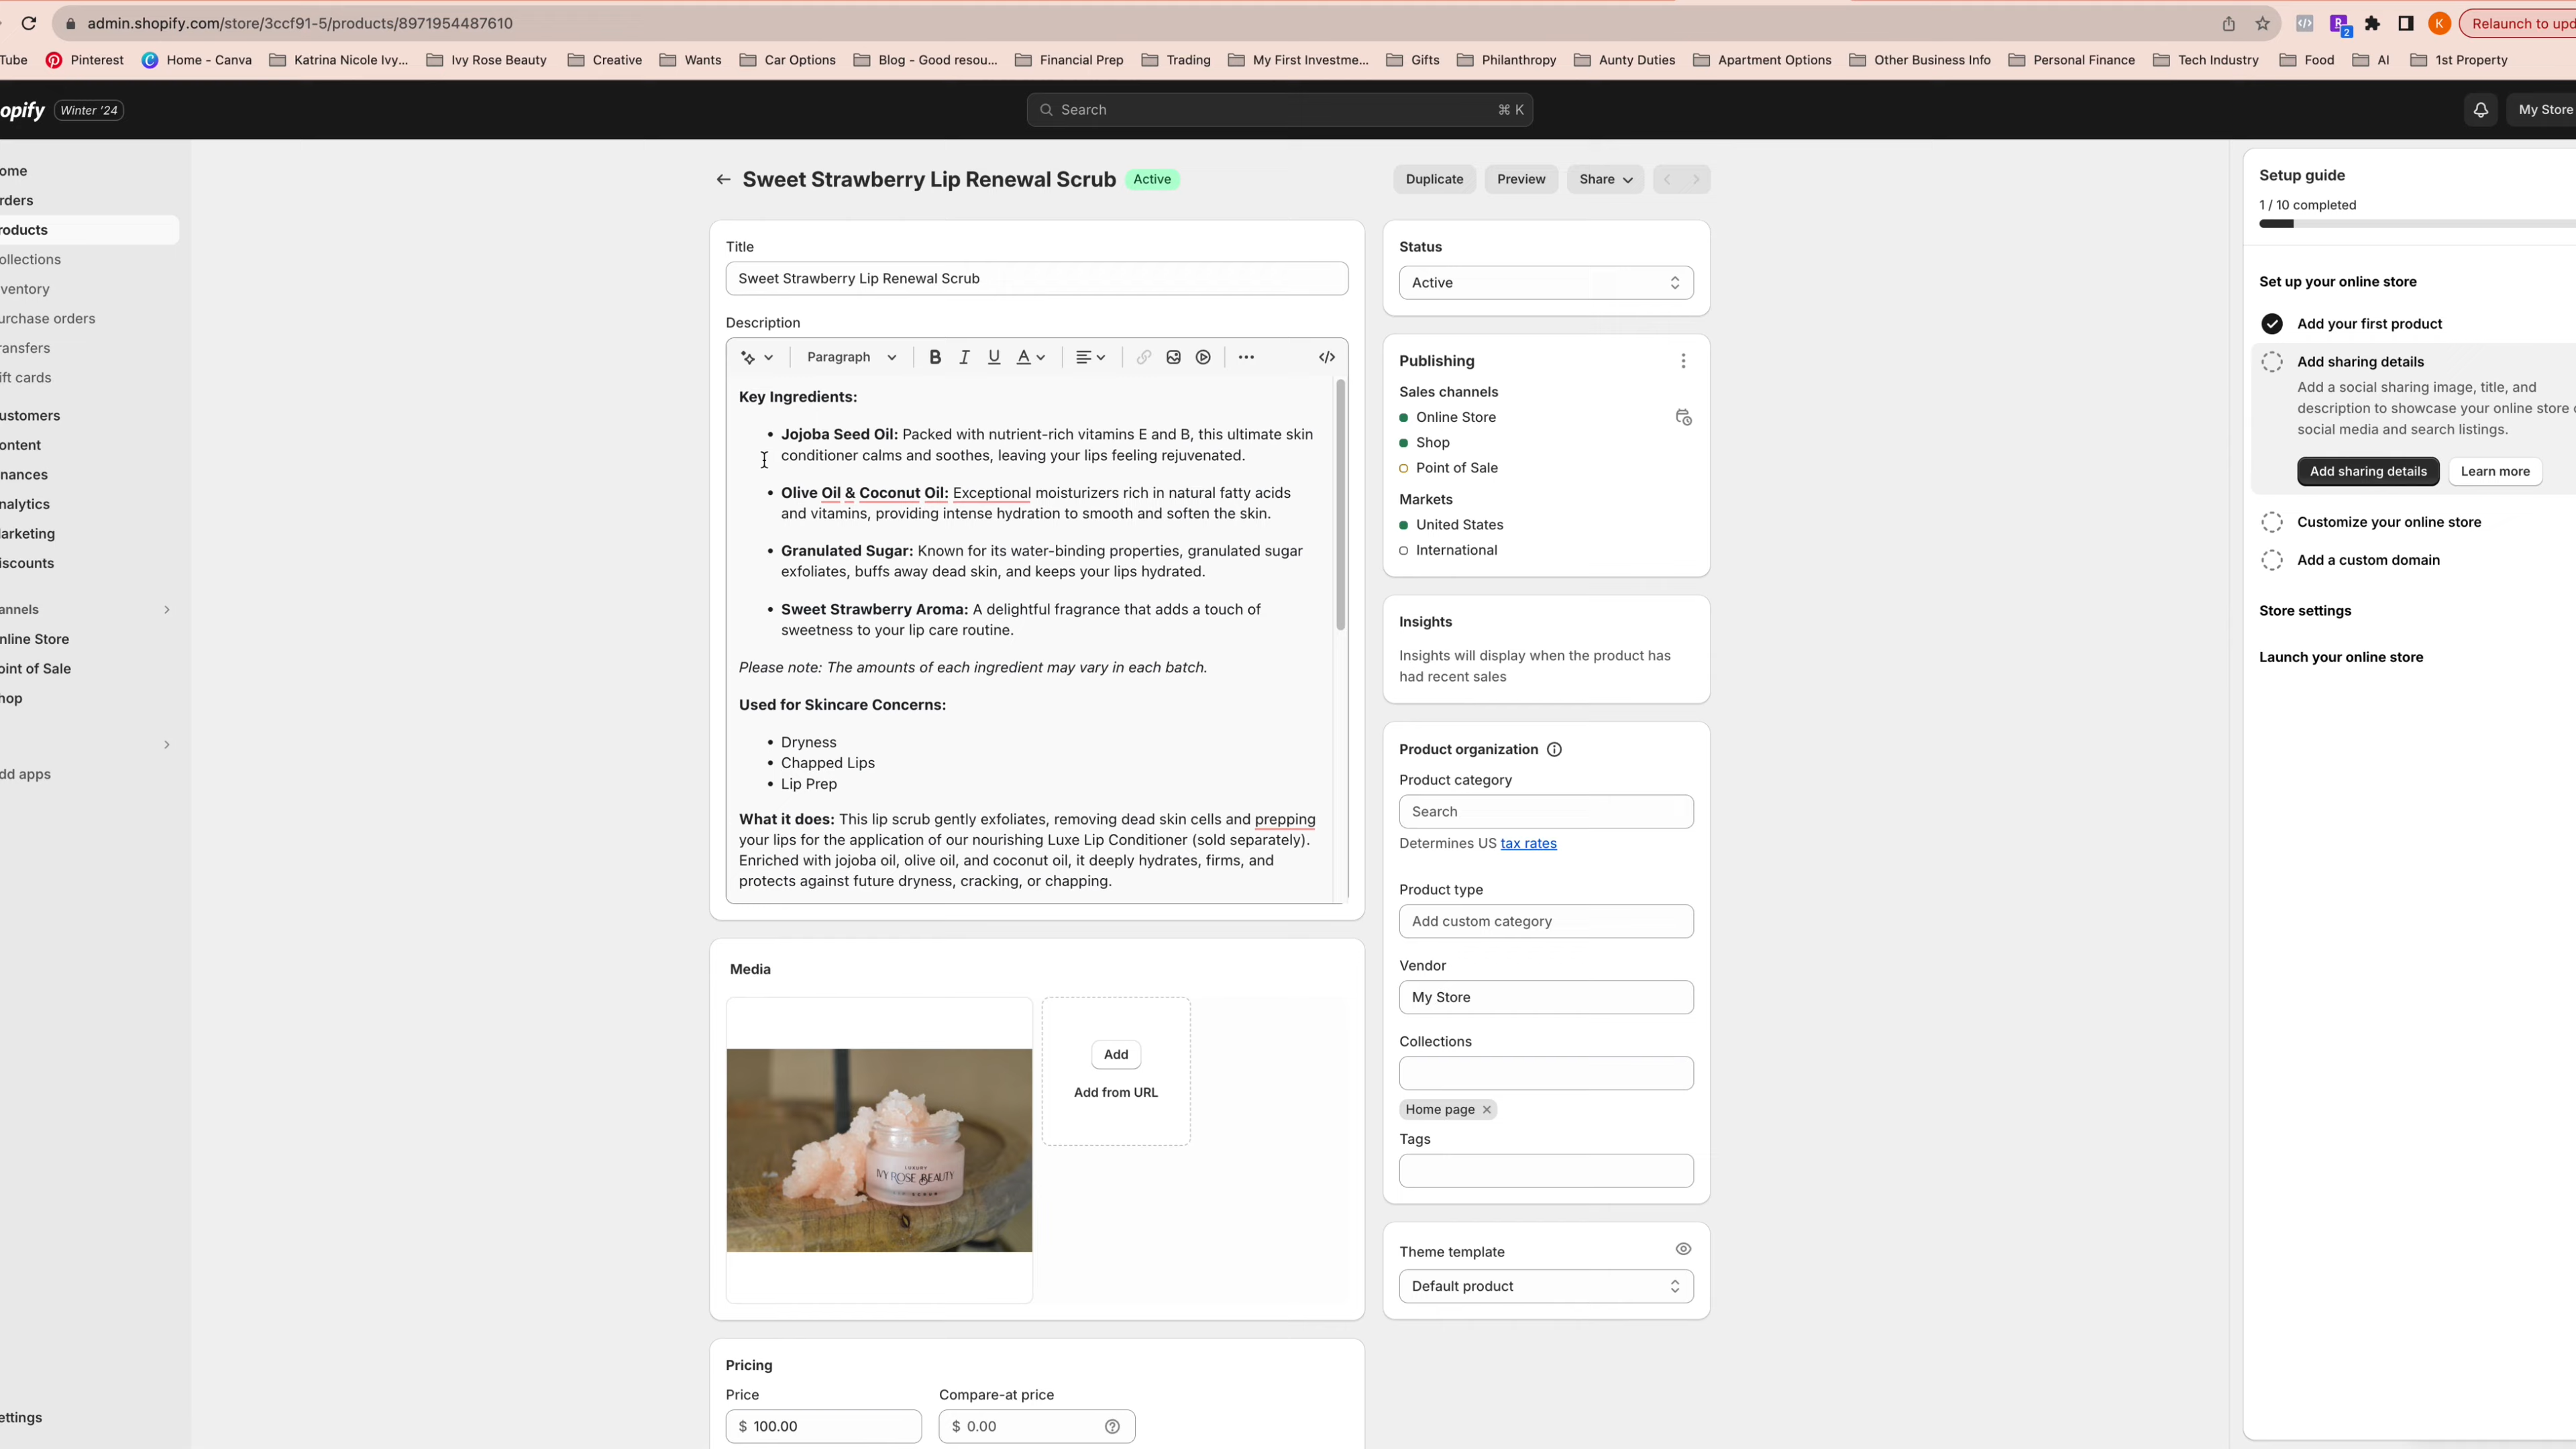 admin.shopify.com/store/3ccf91-5/products/8971954487610
K
Relaunch to upd
Tube
Pinterest
Home - Canva
Katrina Nicole Ivy...
Ivy Rose Beauty
Creative
Wants
Car Options
Blog - Good resou...
Financial Prep
Trading
My First Investme...
Gifts
Philanthropy
Aunty Duties
Apartment Options
Other Business Info
Personal Finance
Tech Industry
Food
AI
1st Property
opify
Winter '24
Search
⌘ K
My Store
ome
rders
roducts
ollections
ventory
urchase orders
ransfers
ift cards
ustomers
ontent
nances
nalytics
arketing
iscounts
annels
nline Store
oint of Sale
hop
dd apps
ettings
Sweet Strawberry Lip Renewal Scrub
Active
Duplicate
Preview
Share
Title
Sweet Strawberry Lip Renewal Scrub
Description
Paragraph
B I U A
Key Ingredients:
• Jojoba Seed Oil: Packed with nutrient-rich vitamins E and B, this ultimate skin
conditioner calms and soothes, leaving your lips feeling rejuvenated.
• Olive Oil & Coconut Oil: Exceptional moisturizers rich in natural fatty acids
and vitamins, providing intense hydration to smooth and soften the skin.
• Granulated Sugar: Known for its water-binding properties, granulated sugar
exfoliates, buffs away dead skin, and keeps your lips hydrated.
• Sweet Strawberry Aroma: A delightful fragrance that adds a touch of
sweetness to your lip care routine.
Please note: The amounts of each ingredient may vary in each batch.
Used for Skincare Concerns:
• Dryness
• Chapped Lips
• Lip Prep
What it does: This lip scrub gently exfoliates, removing dead skin cells and prepping
your lips for the application of our nourishing Luxe Lip Conditioner (sold separately).
Enriched with jojoba oil, olive oil, and coconut oil, it deeply hydrates, firms, and
protects against future dryness, cracking, or chapping.
Media
LUXURY
IVY ROSE BEAUTY
SCRUB
Add
Add from URL
Pricing
Price
Compare-at price
$ 100.00
$ 0.00
Status
Active
Publishing
Sales channels
Online Store
Shop
Point of Sale
Markets
United States
International
Insights
Insights will display when the product has
had recent sales
Product organization
Product category
Search
Determines US tax rates
Product type
Add custom category
Vendor
My Store
Collections
Home page
Tags
Theme template
Default product
Setup guide
1 / 10 completed
Set up your online store
Add your first product
Add sharing details
Add a social sharing image, title, and
description to showcase your online store
social media and search listings.
Add sharing details
Learn more
Customize your online store
Add a custom domain
Store settings
Launch your online store